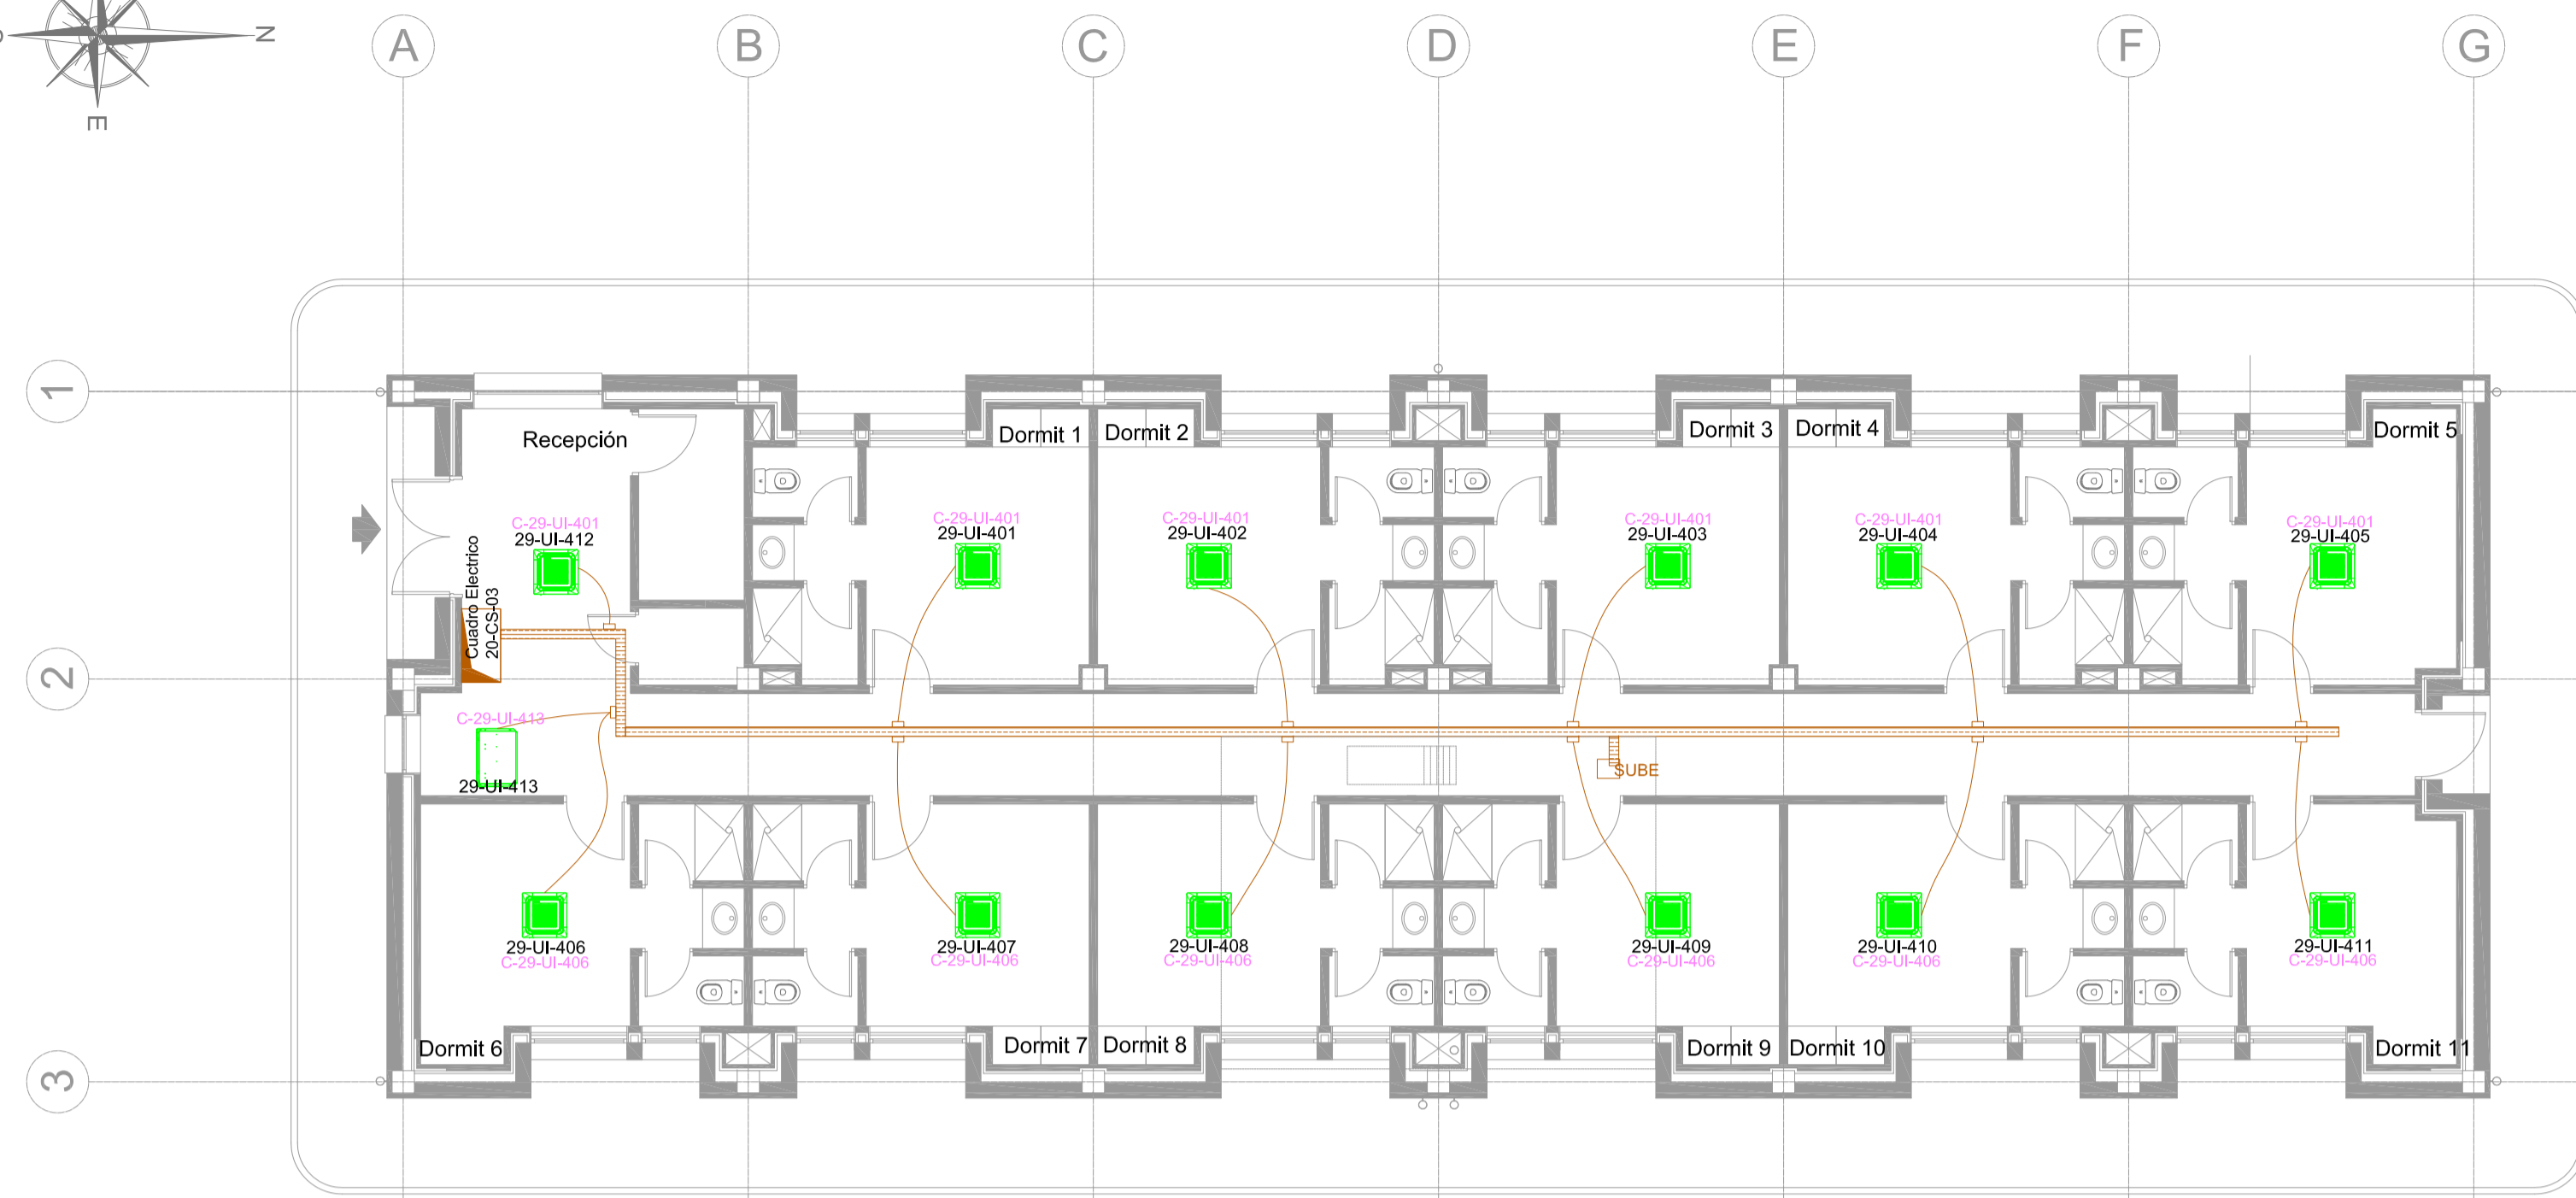 N
E
A
B
C
D
E
F
G
1
2
3
Recepción
Dormit 1
Dormit 2
Dormit 3
Dormit 4
Dormit 5
C-29-UI-401
29-UI-412
C-29-UI-401
29-UI-401
C-29-UI-401
29-UI-402
C-29-UI-401
29-UI-403
C-29-UI-401
29-UI-404
C-29-UI-401
29-UI-405
Cuadro Electrico
20-CS-03
C-29-UI-413
29-UI-413
SUBE
29-UI-406
C-29-UI-406
29-UI-407
C-29-UI-406
29-UI-408
C-29-UI-406
29-UI-409
C-29-UI-406
29-UI-410
C-29-UI-406
29-UI-411
C-29-UI-406
Dormit 6
Dormit 7
Dormit 8
Dormit 9
Dormit 10
Dormit 11